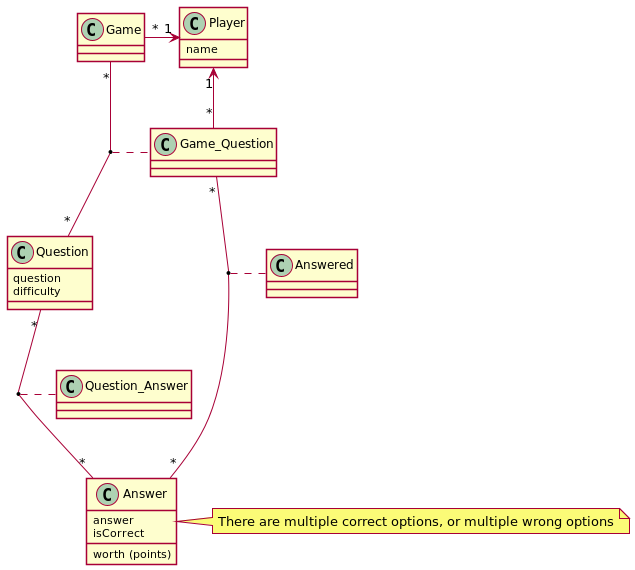 C Game
* 1
C Player
name
*
1
*
C Game_Question
*
*
C Question
question
difficulty
C Answered
*
C Question_Answer
*
*
C Answer
answer
isCorrect
worth (points)
There are multiple correct options, or multiple wrong options